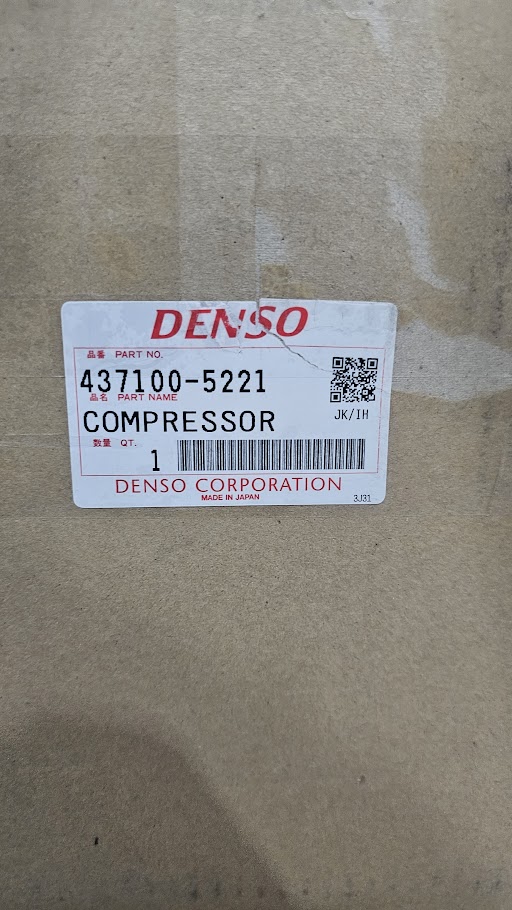 DENSO
品番 PART NO.
437100-5221
品名 PART NAME
COMPRESSOR
JK/IH
数量 QT.
1
DENSO CORPORATION
MADE IN JAPAN
3J31